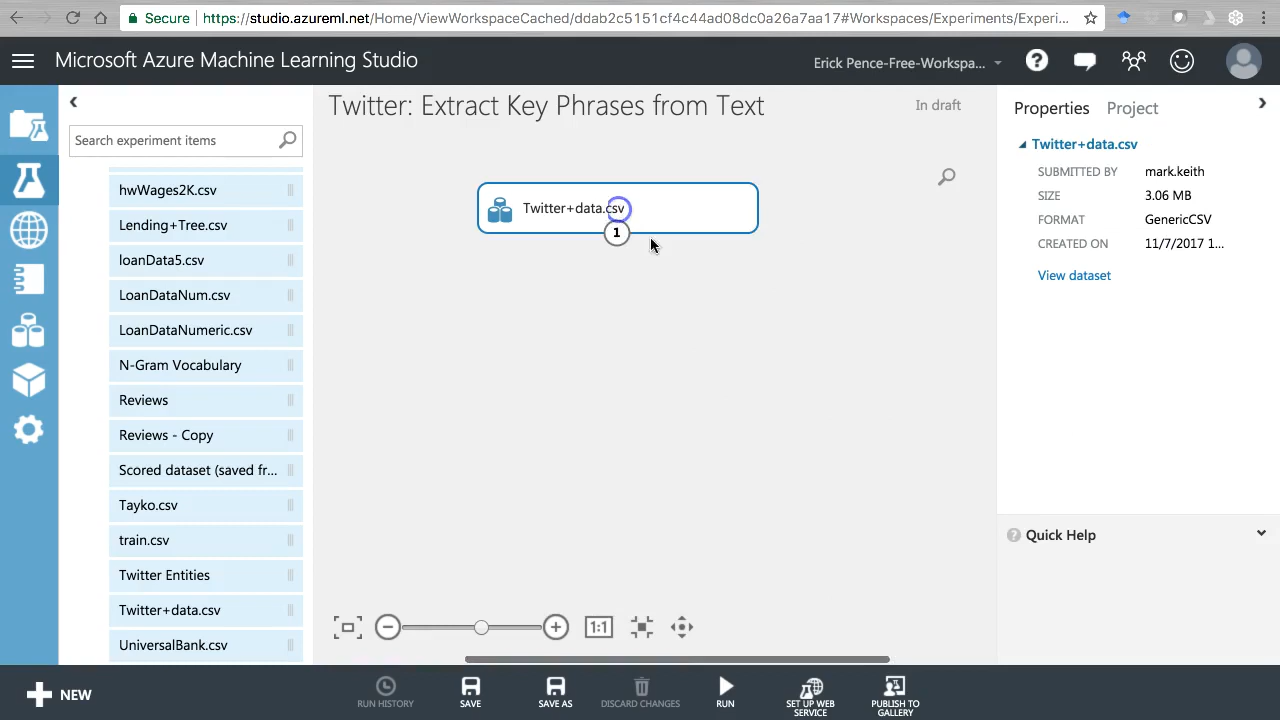 Secure
https://studio.azureml.net/Home/ViewWorkspaceCached/ddab2c5151cf4c44ad08dc0a26a7aa17#Workspaces/Experiments/Experi...
Microsoft Azure Machine Learning Studio
Erick Pence-Free-Workspa...
Search experiment items
hwWages2K.csv
Lending+Tree.csv
loanData5.csv
LoanDataNum.csv
LoanDataNumeric.csv
N-Gram Vocabulary
Reviews
Reviews - Copy
Scored dataset (saved fr...
Tayko.csv
train.csv
Twitter Entities
Twitter+data.csv
UniversalBank.csv
Twitter: Extract Key Phrases from Text
In draft
Twitter+data.csv
1
1:1
Properties
Project
Twitter+data.csv
SUBMITTED BY mark.keith
SIZE 3.06 MB
FORMAT GenericCSV
CREATED ON 11/7/2017 1...
View dataset
Quick Help
NEW
RUN HISTORY
SAVE
SAVE AS
DISCARD CHANGES
RUN
SET UP WEB
SERVICE
PUBLISH TO
GALLERY